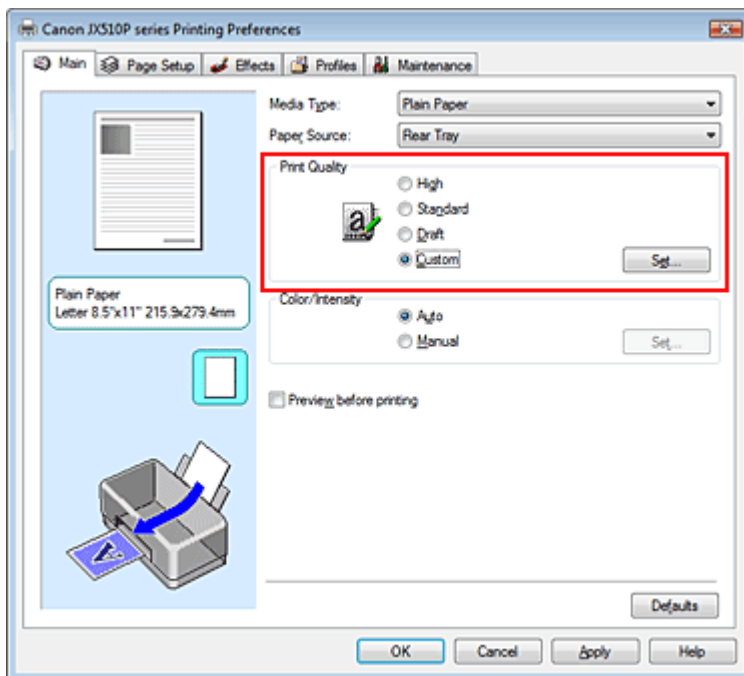 Canon JX510P series Printing Preferences
Main Page Setup Effects Profiles Maintenance
Media Type: Plain Paper
Paper Source: Rear Tray
Print Quality
High
Standard
Draft
Custom Set...
Plain Paper
Letter 8.5"x11" 215.9x279.4mm
Color/Intensity
Auto
Manual Set...
Preview before printing
Defaults
OK Cancel Apply Help